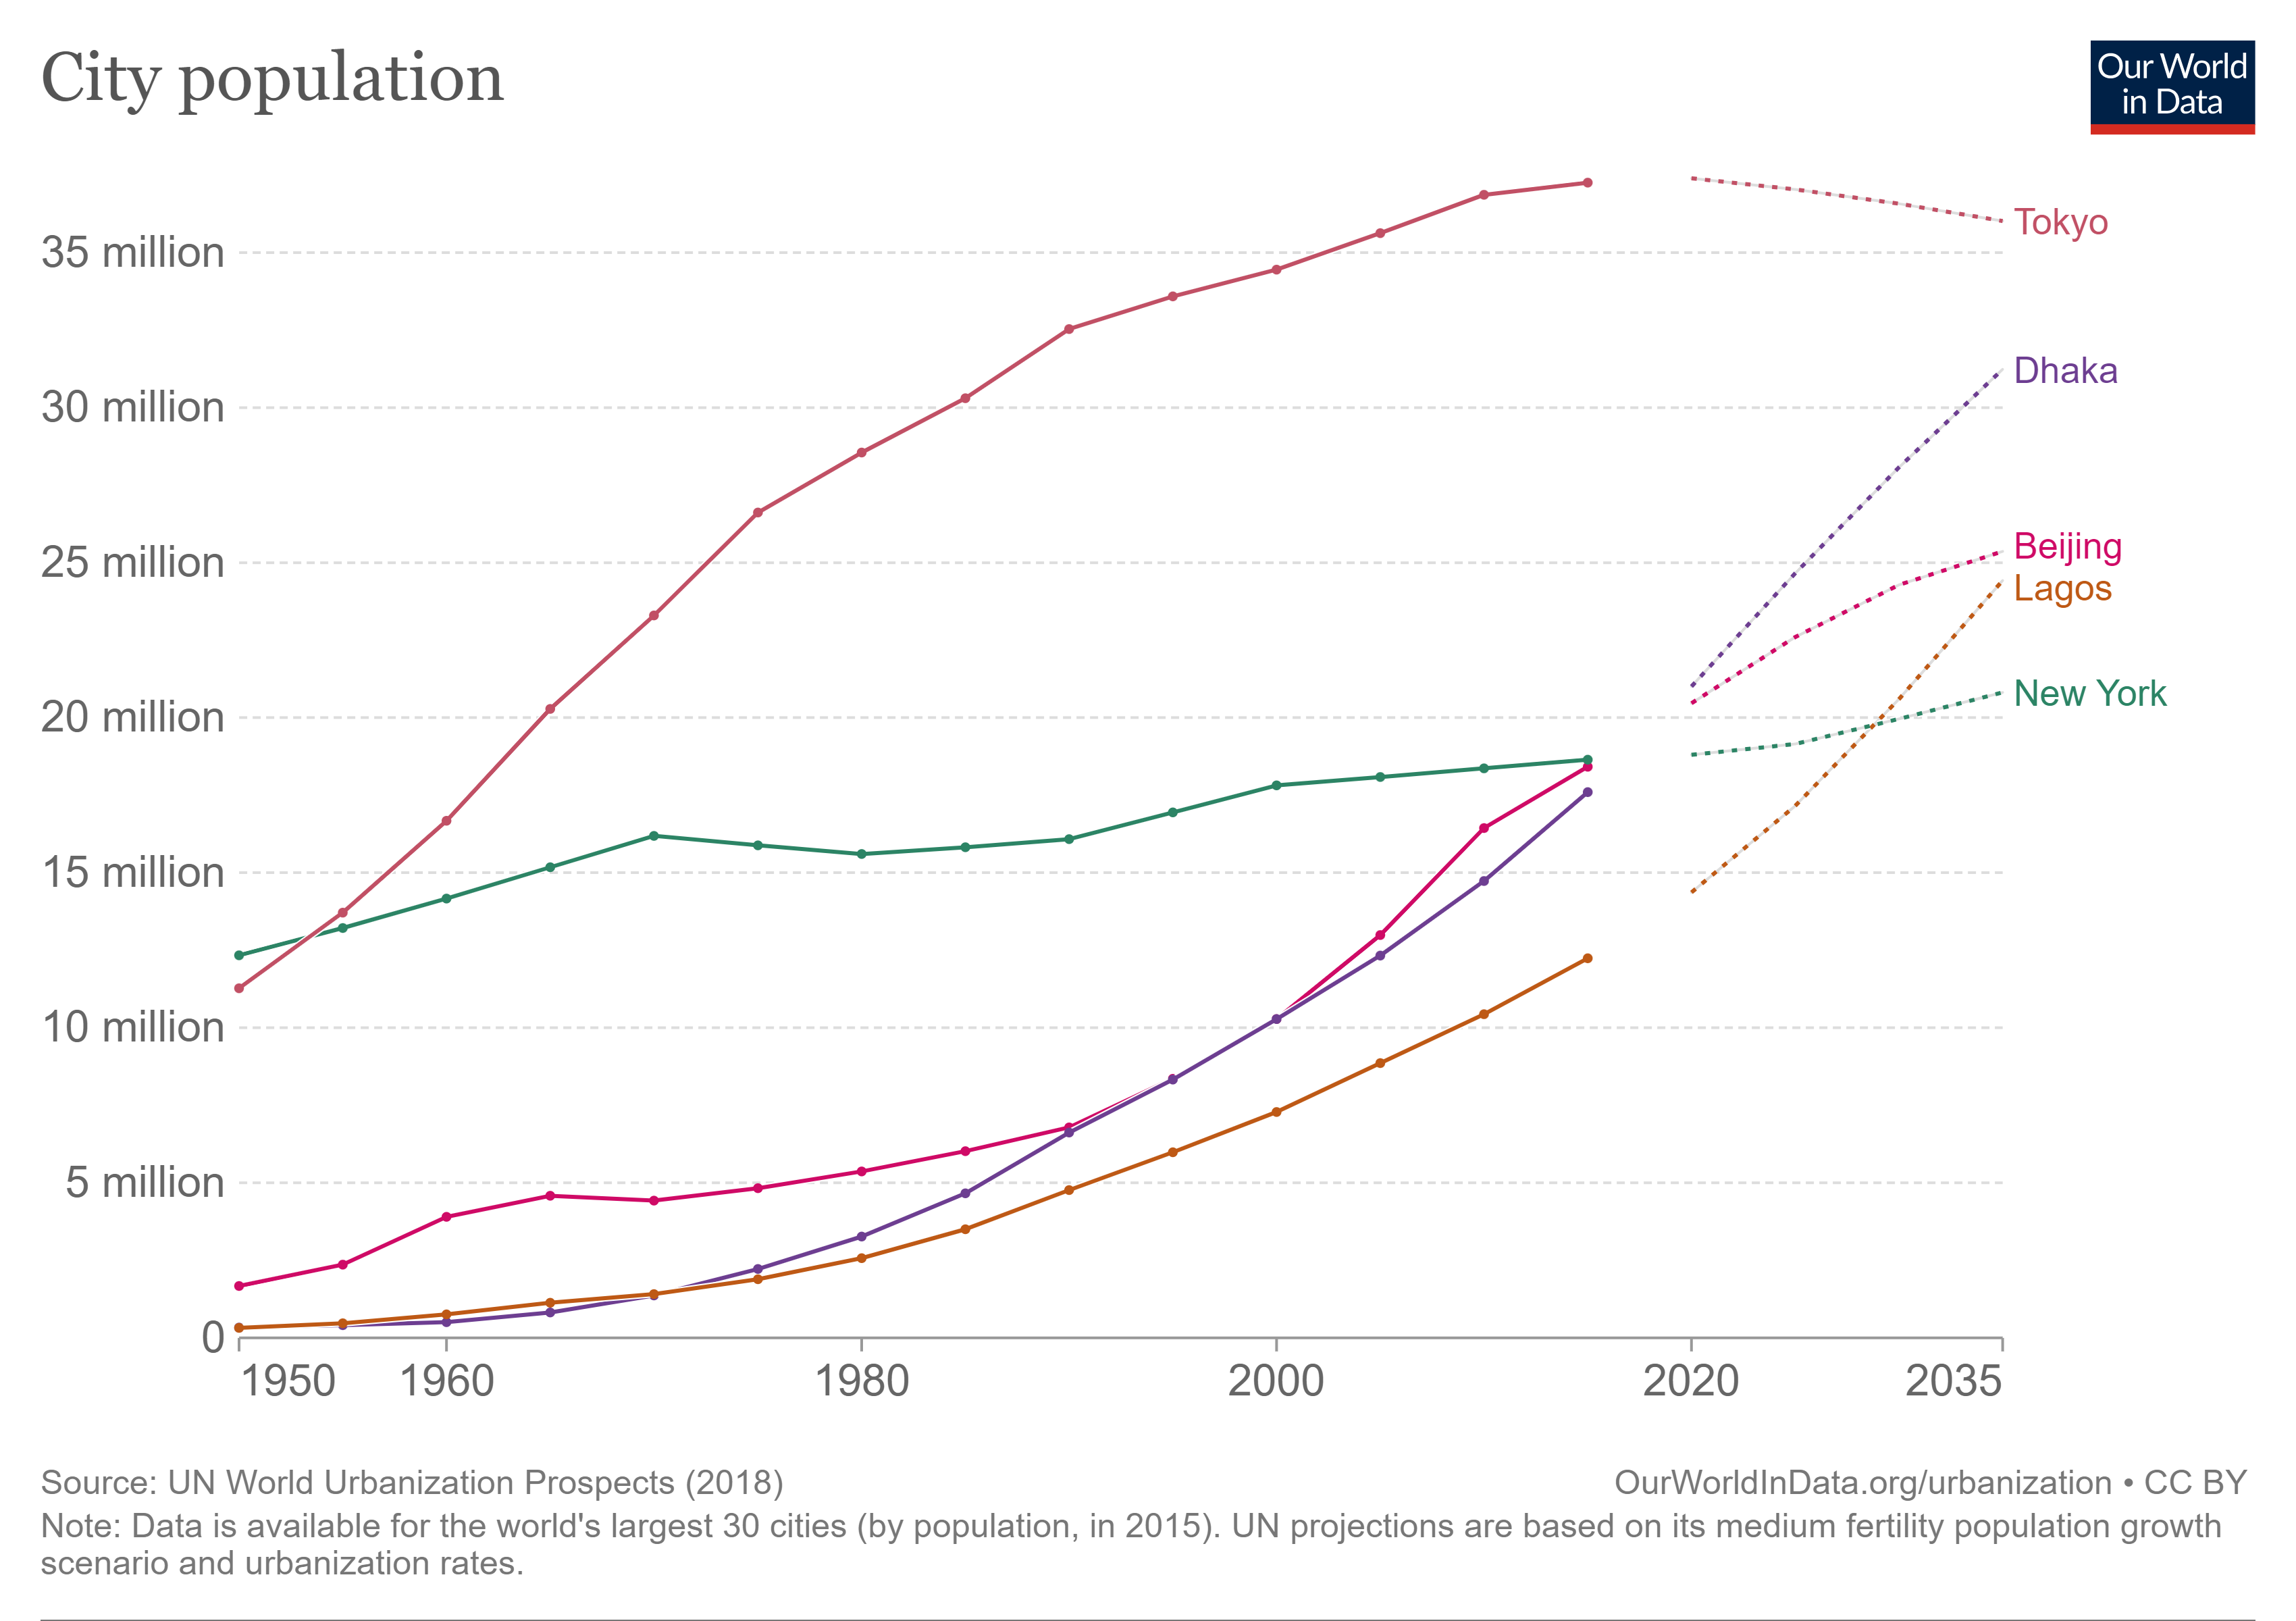 City population
Our World
in Data
35 million
30 million
25 million
20 million
15 million
10 million
5 million
0
Tokyo
Dhaka
Beijing
Lagos
New York
1950 1960 1980 2000 2020 2035
Source: UN World Urbanization Prospects (2018)
OurWorldInData.org/urbanization • CC BY
Note: Data is available for the world's largest 30 cities (by population, in 2015). UN projections are based on its medium fertility population growth
scenario and urbanization rates.